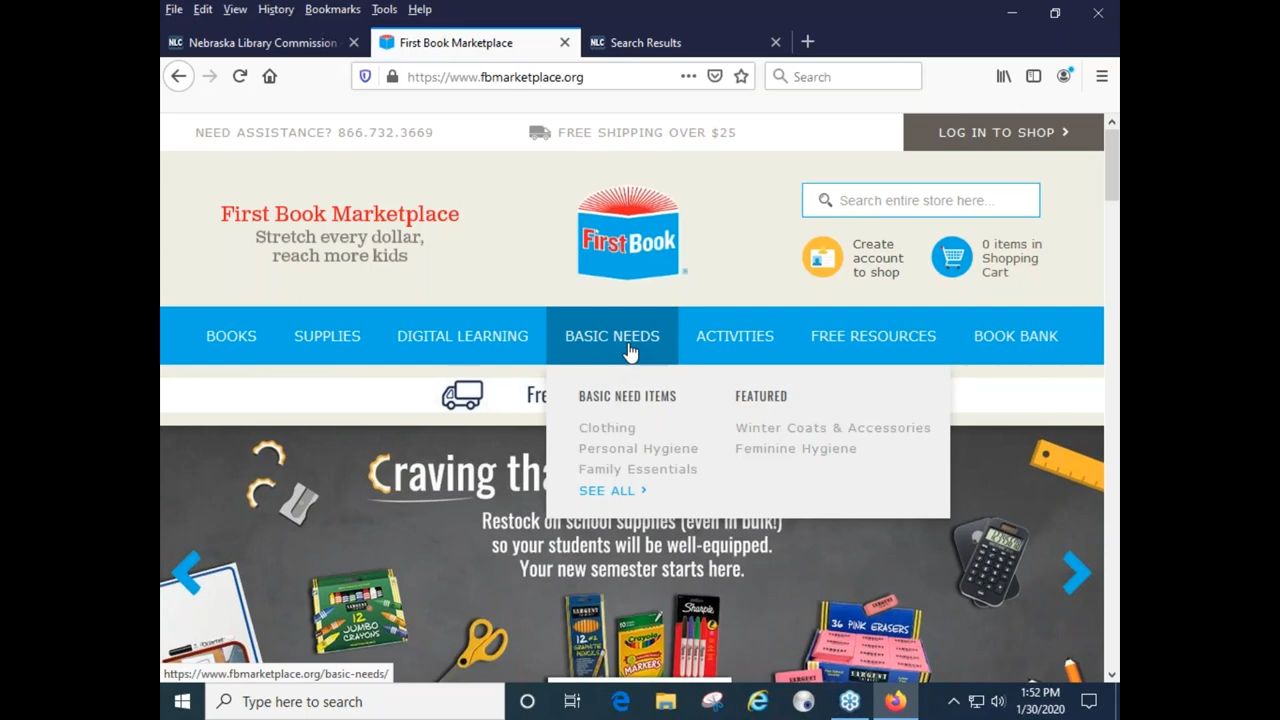 File Edit View History Bookmarks Tools Help
NLC Nebraska Library Commission
First Book Marketplace
NLC Search Results
https://www.fbmarketplace.org
Search
NEED ASSISTANCE? 866.732.3669
FREE SHIPPING OVER $25
LOG IN TO SHOP
First Book Marketplace
Stretch every dollar,
reach more kids
First Book
Search entire store here...
Create
account
to shop
0 items in
Shopping
Cart
BOOKS SUPPLIES DIGITAL LEARNING BASIC NEEDS ACTIVITIES FREE RESOURCES BOOK BANK
BASIC NEED ITEMS
Clothing
Personal Hygiene
Family Essentials
SEE ALL
FEATURED
Winter Coats & Accessories
Feminine Hygiene
Craving
Restock on school supplies (even in bulk!)
so your students will be well-equipped.
Your new semester starts here.
12
JUMBO
CRAYONS
12
Crayola
MARKERS
Sharpie
36 PINK ERASERS
https://www.fbmarketplace.org/basic-needs/
Type here to search
1:52 PM
1/30/2020